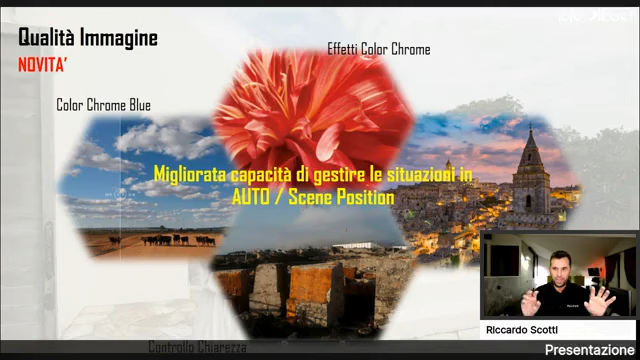 Qualità Immagine
NOVITA'
Effetti Color Chrome
Color Chrome Blue
Migliorata capacità di gestire le situazioni in
AUTO / Scene Position
Controllo Chiarezza
Riccardo Scotti
Presentazione